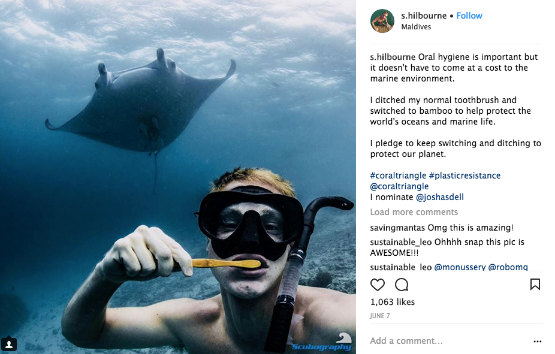 s.hilbourne • Follow
Maldives
s.hilbourne Oral hygiene is important but
it doesn't have to come at a cost to the
marine environment.
I ditched my normal toothbrush and
switched to bamboo to help protect the
world's oceans and marine life.
I pledge to keep switching and ditching to
protect our planet.
#coraltriangle #plasticresistance
@coraltriangle
I nominate @joshasdell
Load more comments
savingmantas Omg this is amazing!
sustainable_leo Ohhhh snap this pic is
AWESOME!!!
sustainable_leo @monussery @robomq
1,063 likes
JUNE 7
Add a comment...
Scubography